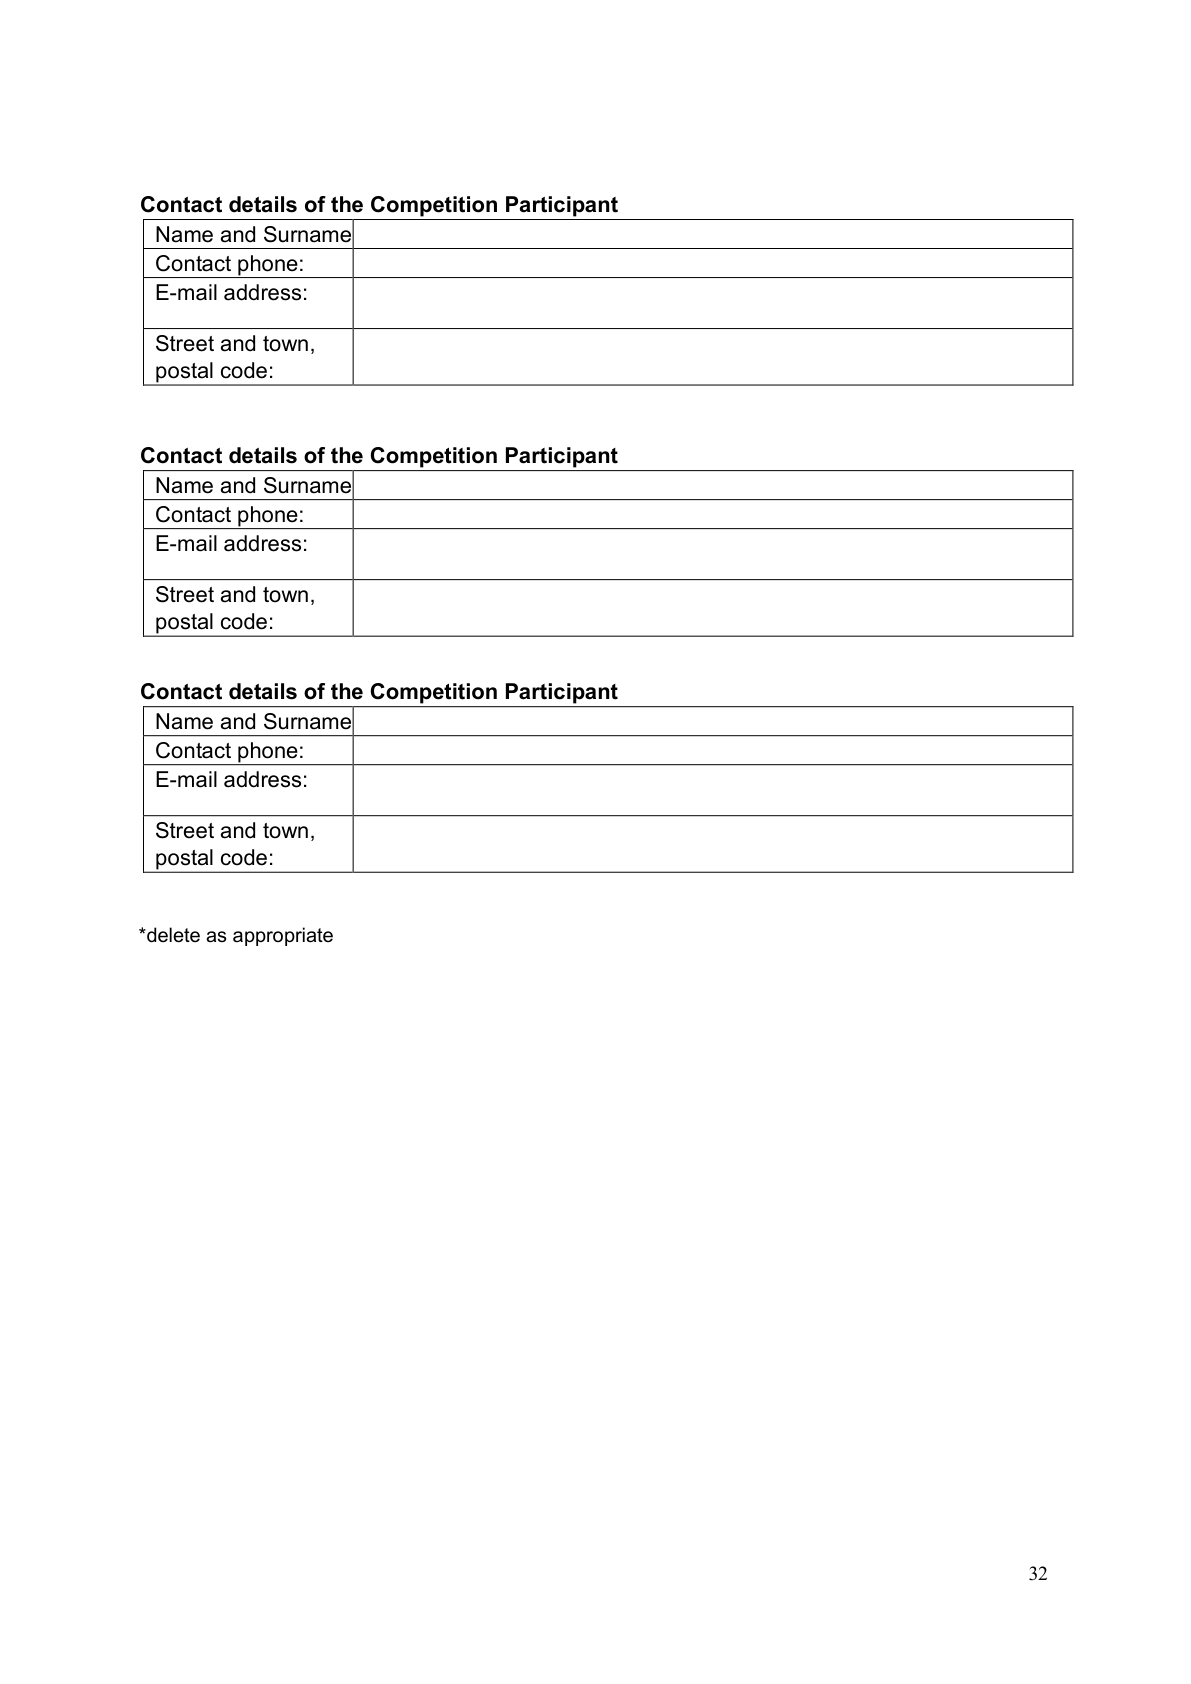 Contact details of the Competition Participant
Name and Surname
Contact phone:
E-mail address:
Street and town,
postal code:
Contact details of the Competition Participant
Name and Surname
Contact phone:
E-mail address:
Street and town,
postal code:
Contact details of the Competition Participant
Name and Surname
Contact phone:
E-mail address:
Street and town,
postal code:
*delete as appropriate
32